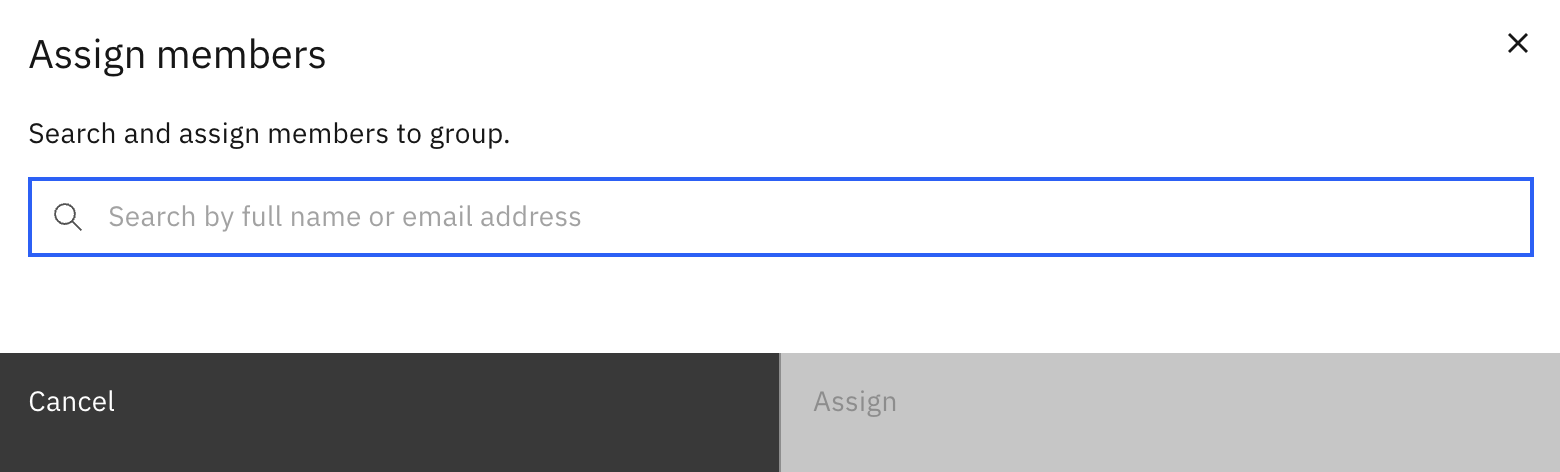 Assign members
Search and assign members to group.
Search by full name or email address
Cancel
Assign